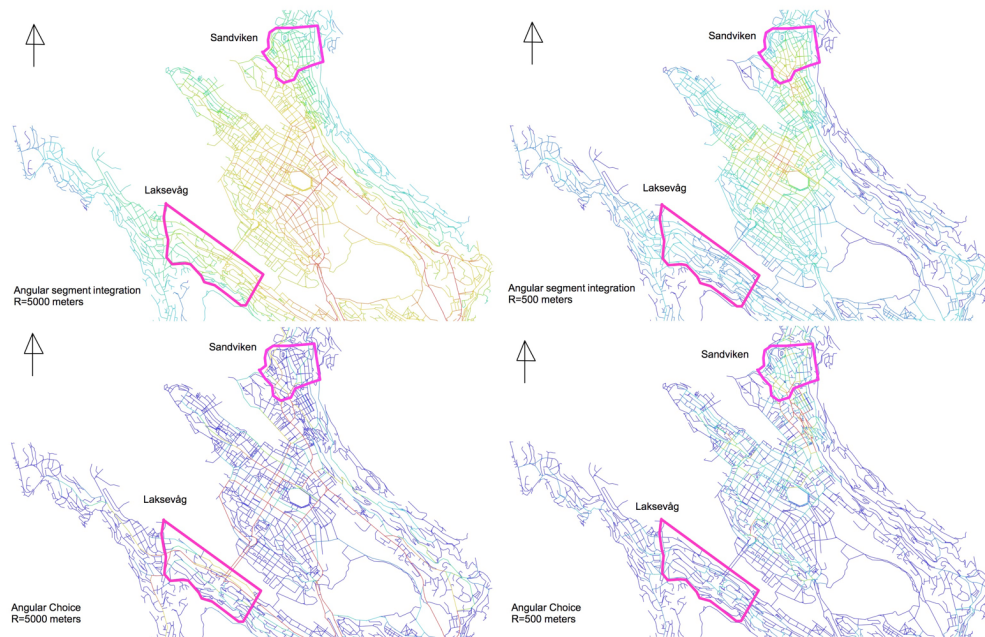 Sandviken
Laksevåg
Angular segment integration
R=5000 meters
Sandviken
Laksevåg
Angular segment integration
R=500 meters
Sandviken
Laksevåg
Angular Choice
R=5000 meters
Sandviken
Laksevåg
Angular Choice
R=500 meters